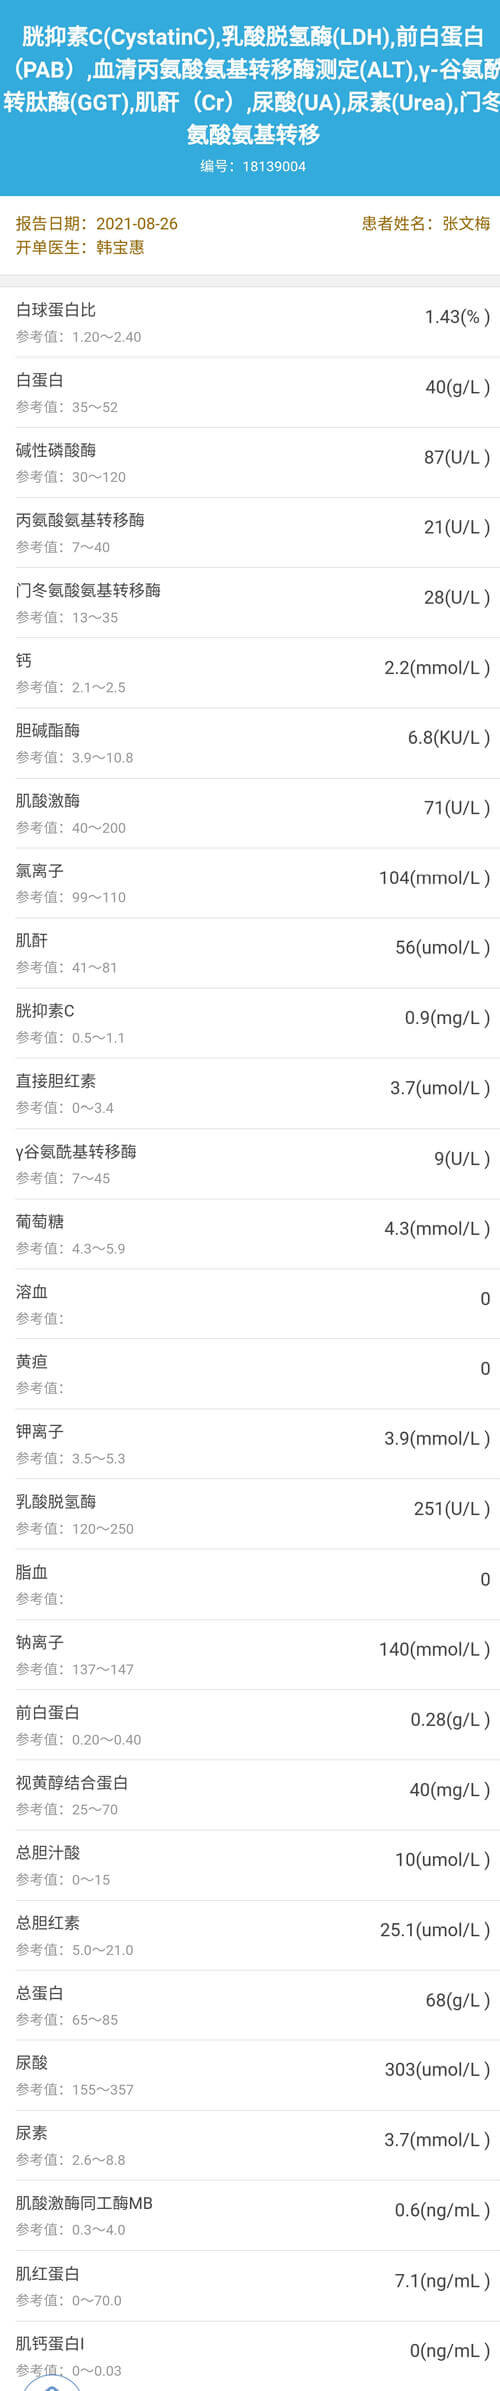 胱抑素C(CystatinC),乳酸脱氢酶(LDH),前白蛋白
（PAB）,血清丙氨酸氨基转移酶测定(ALT),γ-谷氨酰
转肽酶(GGT),肌酐（Cr）,尿酸(UA),尿素(Urea),门冬
氨酸氨基转移
编号：18139004
报告日期：2021-08-26 患者姓名：张文梅
开单医生：韩宝惠
白球蛋白比 1.43(% )
参考值：1.20～2.40
白蛋白 40(g/L )
参考值：35～52
碱性磷酸酶 87(U/L )
参考值：30～120
丙氨酸氨基转移酶 21(U/L )
参考值：7～40
门冬氨酸氨基转移酶 28(U/L )
参考值：13～35
钙 2.2(mmol/L )
参考值：2.1～2.5
胆碱酯酶 6.8(KU/L )
参考值：3.9～10.8
肌酸激酶 71(U/L )
参考值：40～200
氯离子 104(mmol/L )
参考值：99～110
肌酐 56(umol/L )
参考值：41～81
胱抑素C 0.9(mg/L )
参考值：0.5～1.1
直接胆红素 3.7(umol/L )
参考值：0～3.4
γ谷氨酰基转移酶 9(U/L )
参考值：7～45
葡萄糖 4.3(mmol/L )
参考值：4.3～5.9
溶血 0
参考值：
黄疸 0
参考值：
钾离子 3.9(mmol/L )
参考值：3.5～5.3
乳酸脱氢酶 251(U/L )
参考值：120～250
脂血 0
参考值：
钠离子 140(mmol/L )
参考值：137～147
前白蛋白 0.28(g/L )
参考值：0.20～0.40
视黄醇结合蛋白 40(mg/L )
参考值：25～70
总胆汁酸 10(umol/L )
参考值：0～15
总胆红素 25.1(umol/L )
参考值：5.0～21.0
总蛋白 68(g/L )
参考值：65～85
尿酸 303(umol/L )
参考值：155～357
尿素 3.7(mmol/L )
参考值：2.6～8.8
肌酸激酶同工酶MB 0.6(ng/mL )
参考值：0.3～4.0
肌红蛋白 7.1(ng/mL )
参考值：0～70.0
肌钙蛋白I 0(ng/mL )
参考值：0～0.03